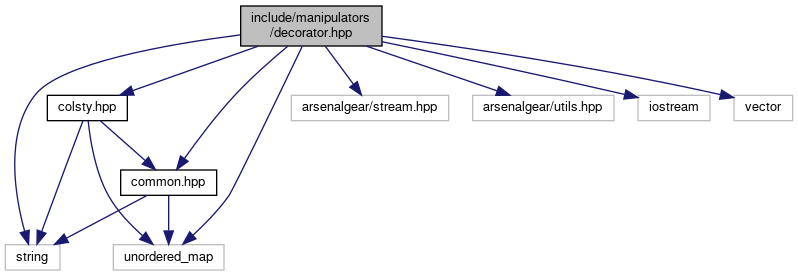 include/manipulators
/decorator.hpp
colsty.hpp
arsenalgear/stream.hpp
arsenalgear/utils.hpp
iostream
vector
common.hpp
string
unordered_map